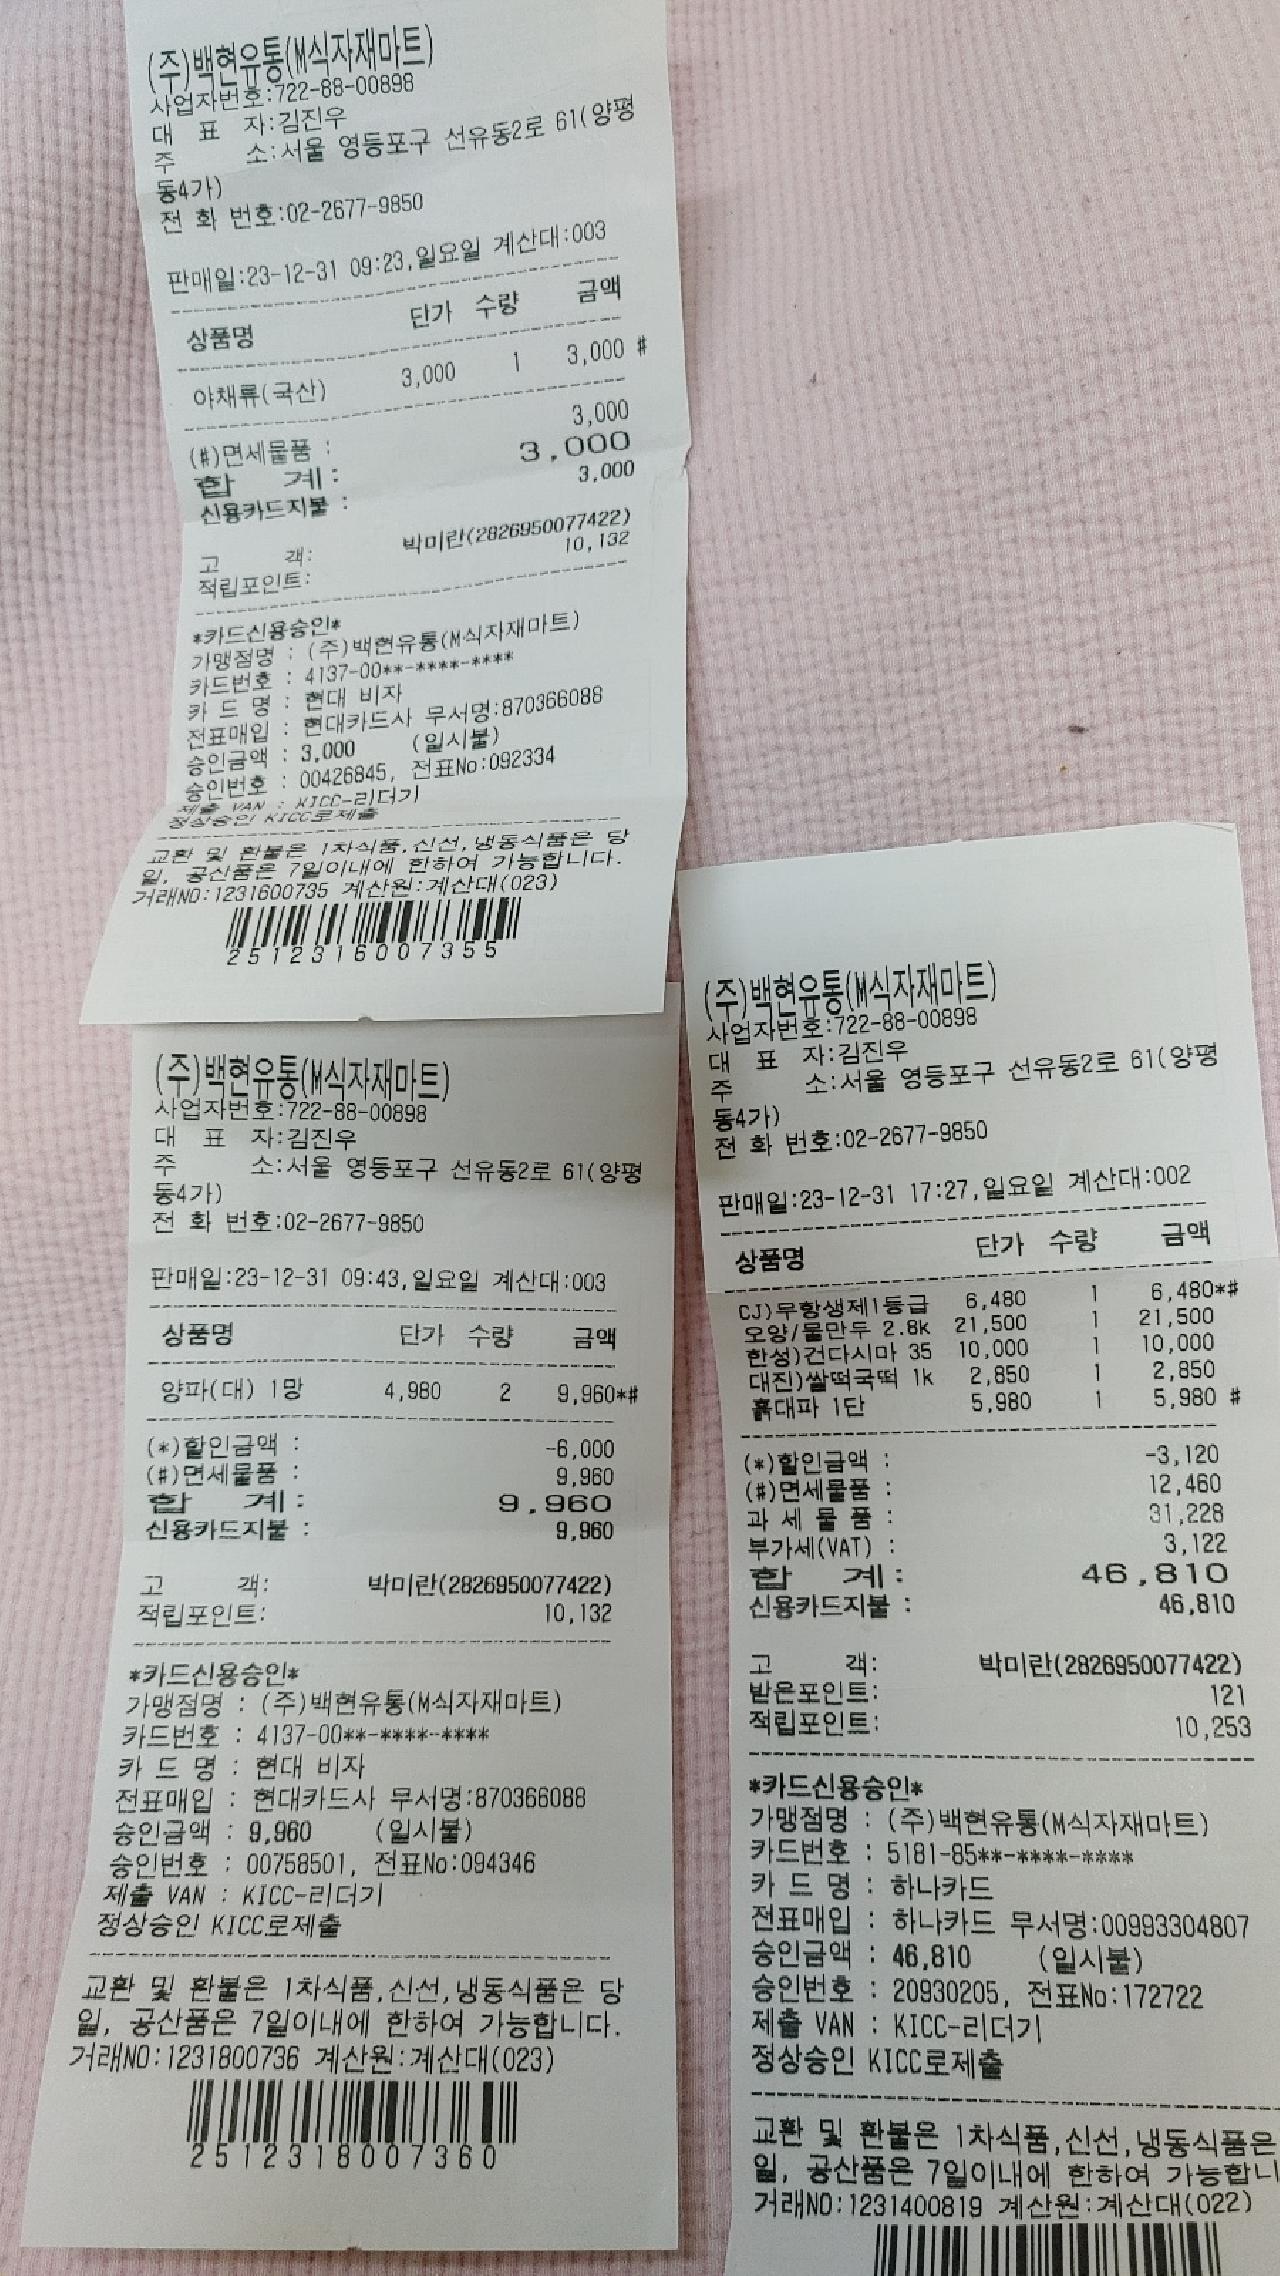 (주)백현유통(M식자재마트)
사업자번호:722-88-00898
대 표 자:김진우
주 소:서울 영등포구 선유동2로 61(양평
동4가)
전 화 번호:02-2677-9850
판매일:23-12-31 09:23,일요일 계산대:003
상품명 단가 수량 금액
야채류(국산) 3,000 1 3,000 #
(#)면세물품 : 3,000
합 계: 3,000
신용카드지불 : 3,000
고 객: 박미란(2826950077422)
적립포인트: 10,132
*카드신용승인*
가맹점명 : (주)백현유통(M식자재마트)
카드번호 : 4137-00**-****-****
카 드 명 : 현대 비자
전표매입 : 현대카드사 무서명:870366088
승인금액 : 3,000 (일시불)
승인번호 : 00426845, 전표No:092334
제출 VAN : KICC-리더기
정상승인 KICC로제출
교환 및 환불은 1차식품,신선,냉동식품은 당
일, 공산품은 7일이내에 한하여 가능합니다.
거래NO:1231600735 계산원:계산대(023)
2512316007355
(주)백현유통(M식자재마트)
사업자번호:722-88-00898
대 표 자:김진우
주 소:서울 영등포구 선유동2로 61(양평
동4가)
전 화 번호:02-2677-9850
판매일:23-12-31 09:43,일요일 계산대:003
상품명 단가 수량 금액
양파(대) 1망 4,980 2 9,960*#
(*)할인금액 : -6,000
(#)면세물품 : 9,960
합 계: 9,960
신용카드지불 : 9,960
고 객: 박미란(2826950077422)
적립포인트: 10,132
*카드신용승인*
가맹점명 : (주)백현유통(M식자재마트)
카드번호 : 4137-00**-****-****
카 드 명 : 현대 비자
전표매입 : 현대카드사 무서명:870366088
승인금액 : 9,960 (일시불)
승인번호 : 00758501, 전표No:094346
제출 VAN : KICC-리더기
정상승인 KICC로제출
교환 및 환불은 1차식품,신선,냉동식품은 당
일, 공산품은 7일이내에 한하여 가능합니다.
거래NO:1231800736 계산원:계산대(023)
2512318007360
(주)백현유통(M식자재마트)
사업자번호:722-88-00898
대 표 자:김진우
주 소:서울 영등포구 선유동2로 61(양평
동4가)
전 화 번호:02-2677-9850
판매일:23-12-31 17:27,일요일 계산대:002
상품명 단가 수량 금액
CJ)무항생제1등급 6,480 1 6,480*#
오양/물만두 2.8k 21,500 1 21,500
한성)건다시마 35 10,000 1 10,000
대진)쌀떡국떡 1k 2,850 1 2,850
흙대파 1단 5,980 1 5,980 #
(*)할인금액 : -3,120
(#)면세물품 : 12,460
과 세 물 품 : 31,228
부가세(VAT) : 3,122
합 계: 46,810
신용카드지불 : 46,810
고 객: 박미란(2826950077422)
받은포인트: 121
적립포인트: 10,253
*카드신용승인*
가맹점명 : (주)백현유통(M식자재마트)
카드번호 : 5181-85**-****-****
카 드 명 : 하나카드
전표매입 : 하나카드 무서명:00993304807
승인금액 : 46,810 (일시불)
승인번호 : 20930205, 전표No:172722
제출 VAN : KICC-리더기
정상승인 KICC로제출
교환 및 환불은 1차식품,신선,냉동식품은
일, 공산품은 7일이내에 한하여 가능합니
거래NO:1231400819 계산원:계산대(022)